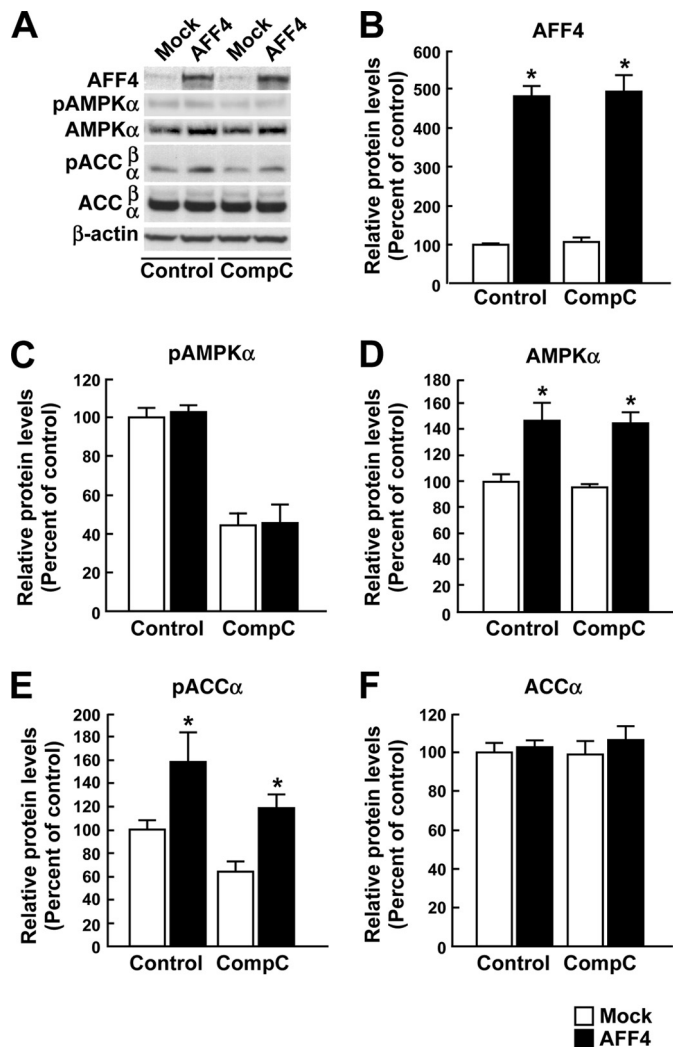 A
Mock AFF4 Mock AFF4
AFF4
pAMPKα
AMPKα
pACC β
α
ACC β
α
β-actin
Control CompC
B
AFF4
Relative protein levels
(Percent of control)
600
500
400
300
200
100
0
*
*
Control CompC
C
pAMPKα
Relative protein levels
(Percent of control)
120
100
80
60
40
20
0
Control CompC
D
AMPKα
Relative protein levels
(Percent of control)
180
160
140
120
100
80
60
40
20
0
*
*
Control CompC
E
pACCα
Relative protein levels
(Percent of control)
200
180
160
140
120
100
80
60
40
20
0
*
*
Control CompC
F
ACCα
Relative protein levels
(Percent of control)
120
100
80
60
40
20
0
Control CompC
Mock
AFF4